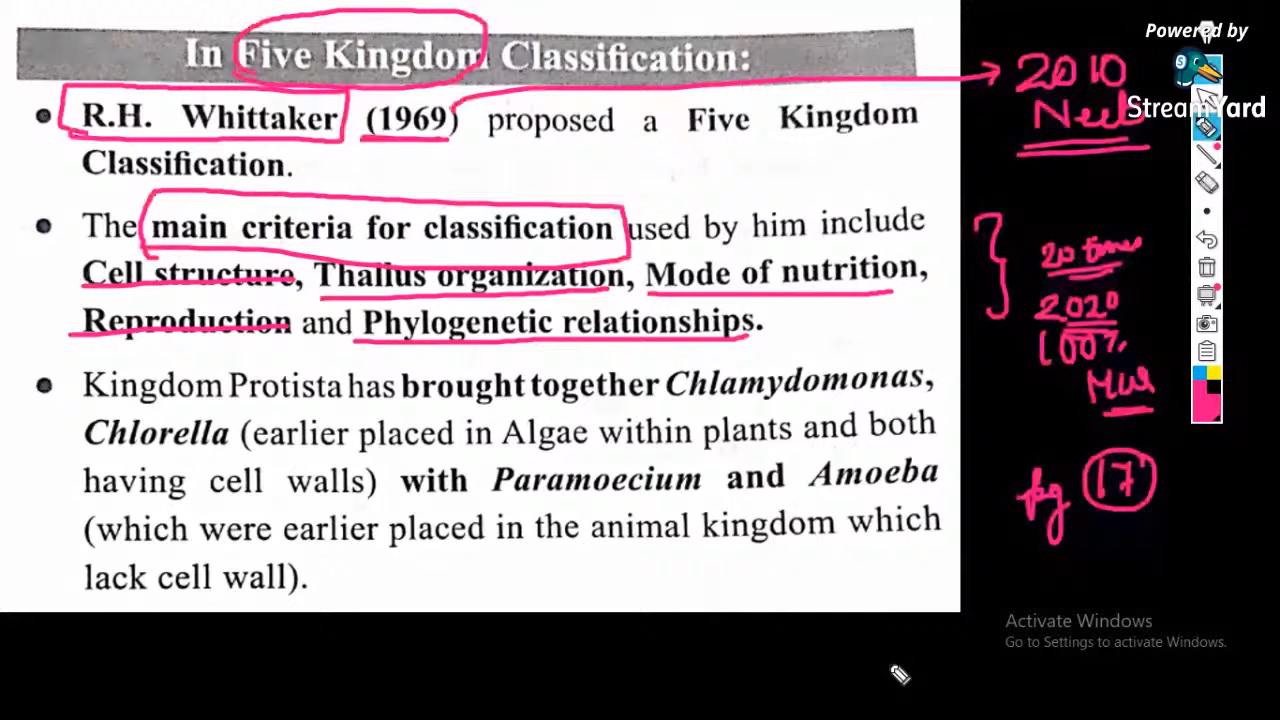 In Five Kingdom Classification:
• R.H. Whittaker (1969) proposed a Five Kingdom
Classification.
• The main criteria for classification used by him include
Cell structure, Thallus organization, Mode of nutrition,
Reproduction and Phylogenetic relationships.
• Kingdom Protista has brought together Chlamydomonas,
Chlorella (earlier placed in Algae within plants and both
having cell walls) with Paramoecium and Amoeba
(which were earlier placed in the animal kingdom which
lack cell wall).
Powered by
StreamYard
2010
Neet
20 times
2020
100%
pg 17
Activate Windows
Go to Settings to activate Windows.